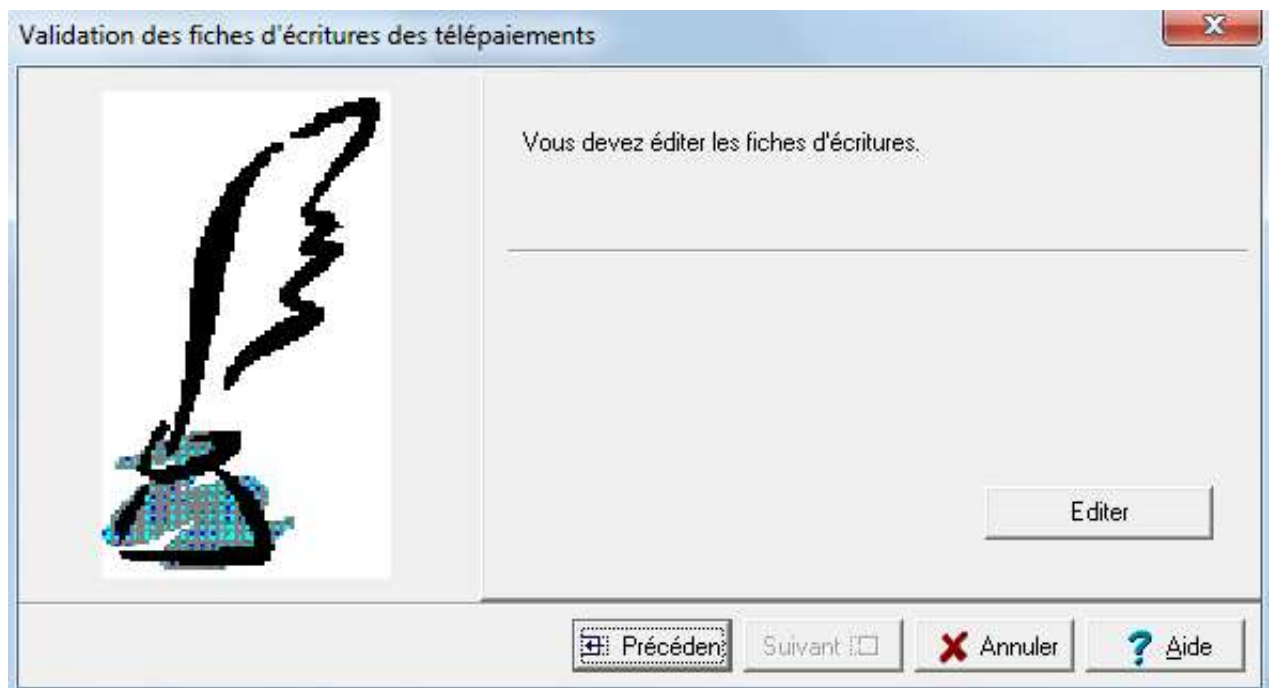 Validation des fiches d'écritures des télépaiements
Vous devez éditer les fiches d'écritures.
Editer
Précéden
Suivant
Annuler
Aide